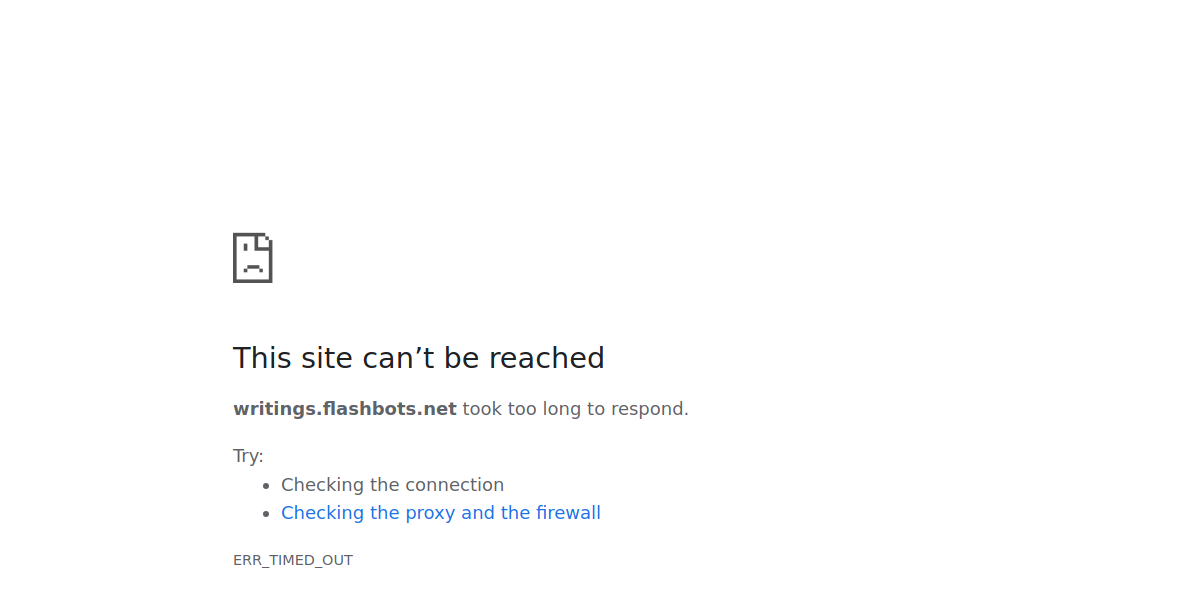 This site can’t be reached
writings.flashbots.net took too long to respond.
Try:
Checking the connection
Checking the proxy and the firewall
ERR_TIMED_OUT